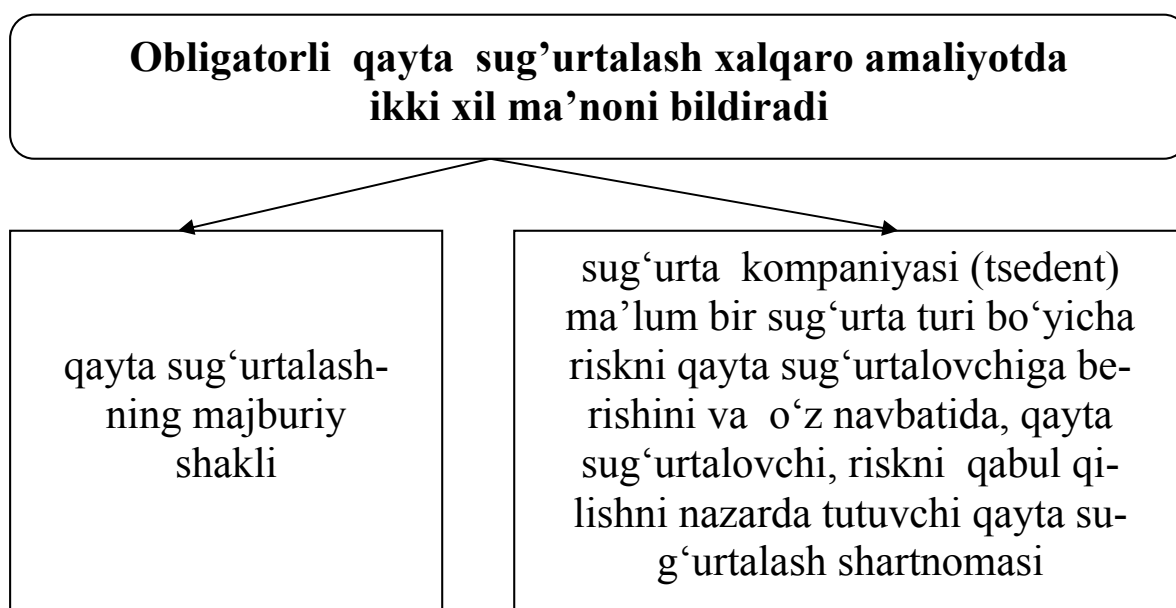 Obligatorli qayta sug’urtalash xalqaro amaliyotda
ikki xil ma’noni bildiradi
qayta sug‘urtalash-
ning majburiy
shakli
sug‘urta kompaniyasi (tsedent)
ma’lum bir sug‘urta turi bo‘yicha
riskni qayta sug‘urtalovchiga be-
rishini va o‘z navbatida, qayta
sug‘urtalovchi, riskni qabul qi-
lishni nazarda tutuvchi qayta su-
g‘urtalash shartnomasi